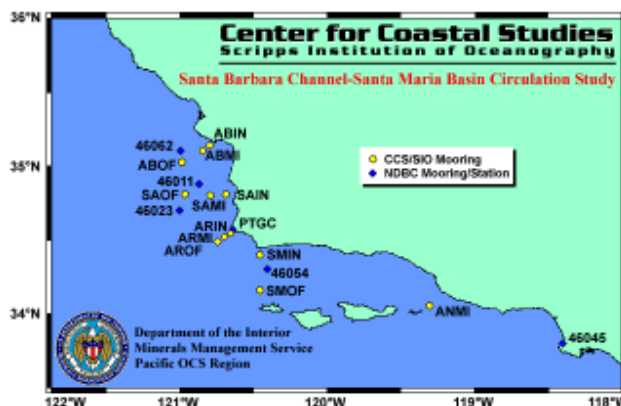 36°N
Center for Coastal Studies
Scripps Institution of Oceanography
Santa Barbara Channel-Santa Maria Basin Circulation Study
ABIN
46062
ABMI
35°N
ABOF
CCS/SIO Mooring
NDBC Mooring/Station
46011
SAOF
SAIN
SAMI
46023
ARIN
PTGC
ARMI
AROF
SMIN
46054
SMOF
34°N
ANMI
46045
Department of the Interior
Minerals Management Service
Pacific OCS Region
122°W
121°W
120°W
119°W
118°W